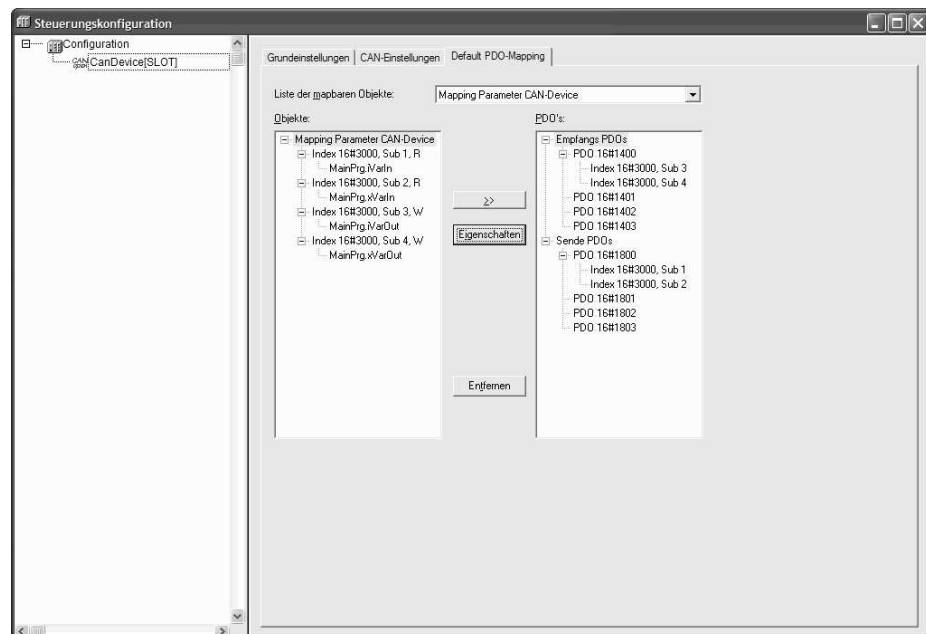 Steuerungskonfiguration
Configuration
CanDevice[SLOT]
Grundeinstellungen
CAN-Einstellungen
Default PDO-Mapping
Liste der mapbaren Objekte:
Mapping Parameter CAN-Device
Objekte:
Mapping Parameter CAN-Device
Index 16#3000, Sub 1, R
MainPrg.iVarIn
Index 16#3000, Sub 2, R
MainPrg.xVarIn
Index 16#3000, Sub 3, W
MainPrg.iVarOut
Index 16#3000, Sub 4, W
MainPrg.xVarOut
>>
Eigenschaften
Entfernen
PDO's:
Empfangs PDOs
PDO 16#1400
Index 16#3000, Sub 3
Index 16#3000, Sub 4
PDO 16#1401
PDO 16#1402
PDO 16#1403
Sende PDOs
PDO 16#1800
Index 16#3000, Sub 1
Index 16#3000, Sub 2
PDO 16#1801
PDO 16#1802
PDO 16#1803